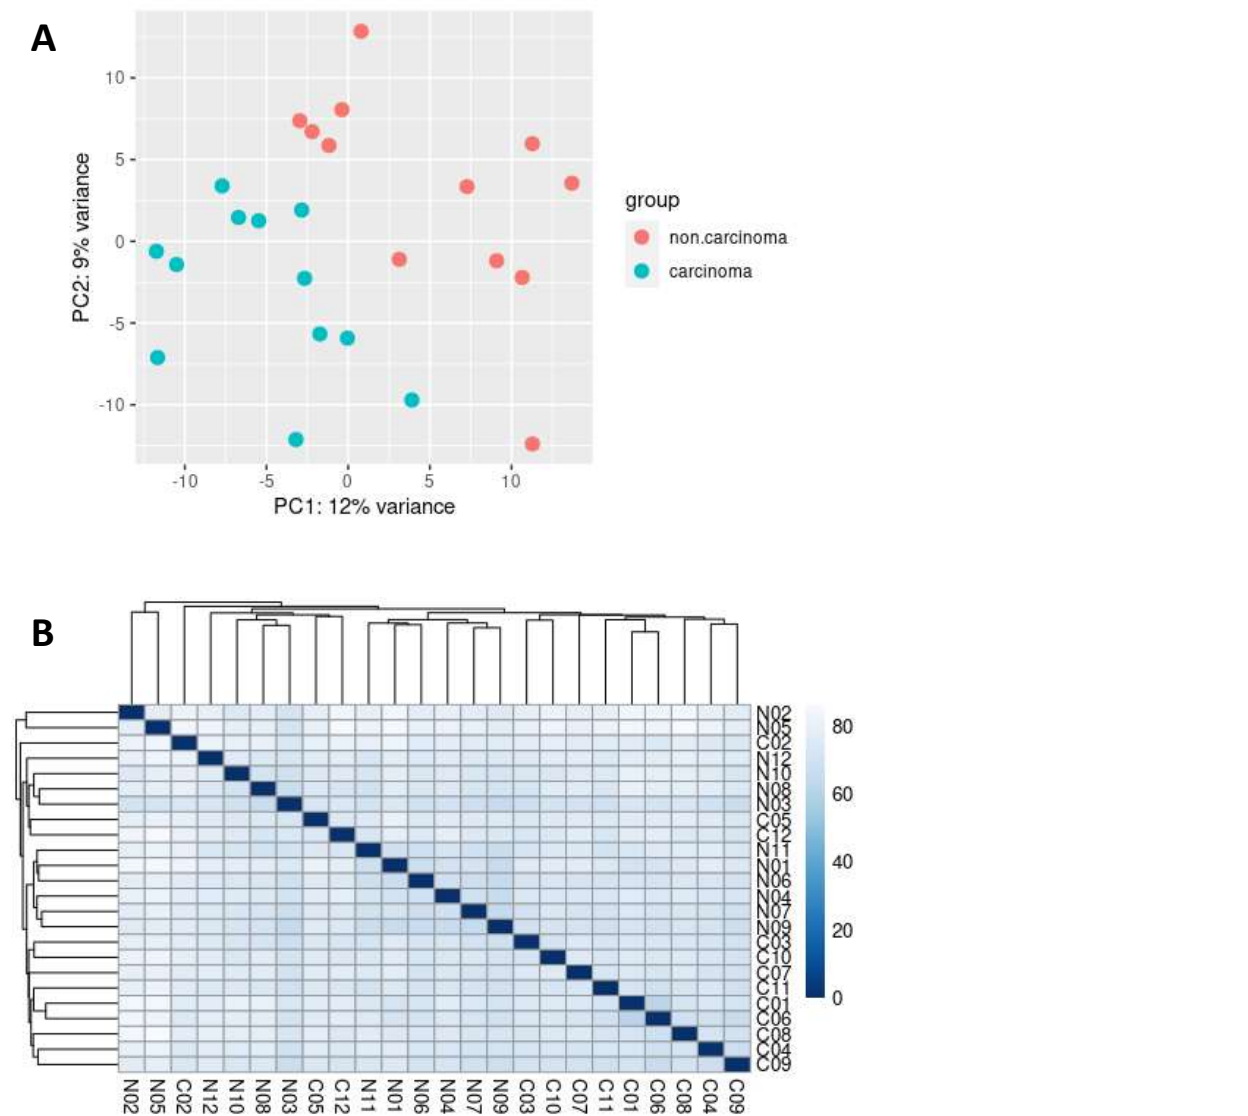 A
10
5
0
-5
-10
PC2: 9% variance
-10
-5
0
5
10
PC1: 12% variance
group
non.carcinoma
carcinoma
B
N02
N05
C02
N12
N10
N08
N03
C05
C12
N11
N01
N06
N04
N07
N09
C03
C10
C07
C11
C01
C06
C08
C04
C09
80
60
40
20
0
N02
N05
C02
N12
N10
N08
N03
C05
C12
N11
N01
N06
N04
N07
N09
C03
C10
C07
C11
C01
C06
C08
C04
C09